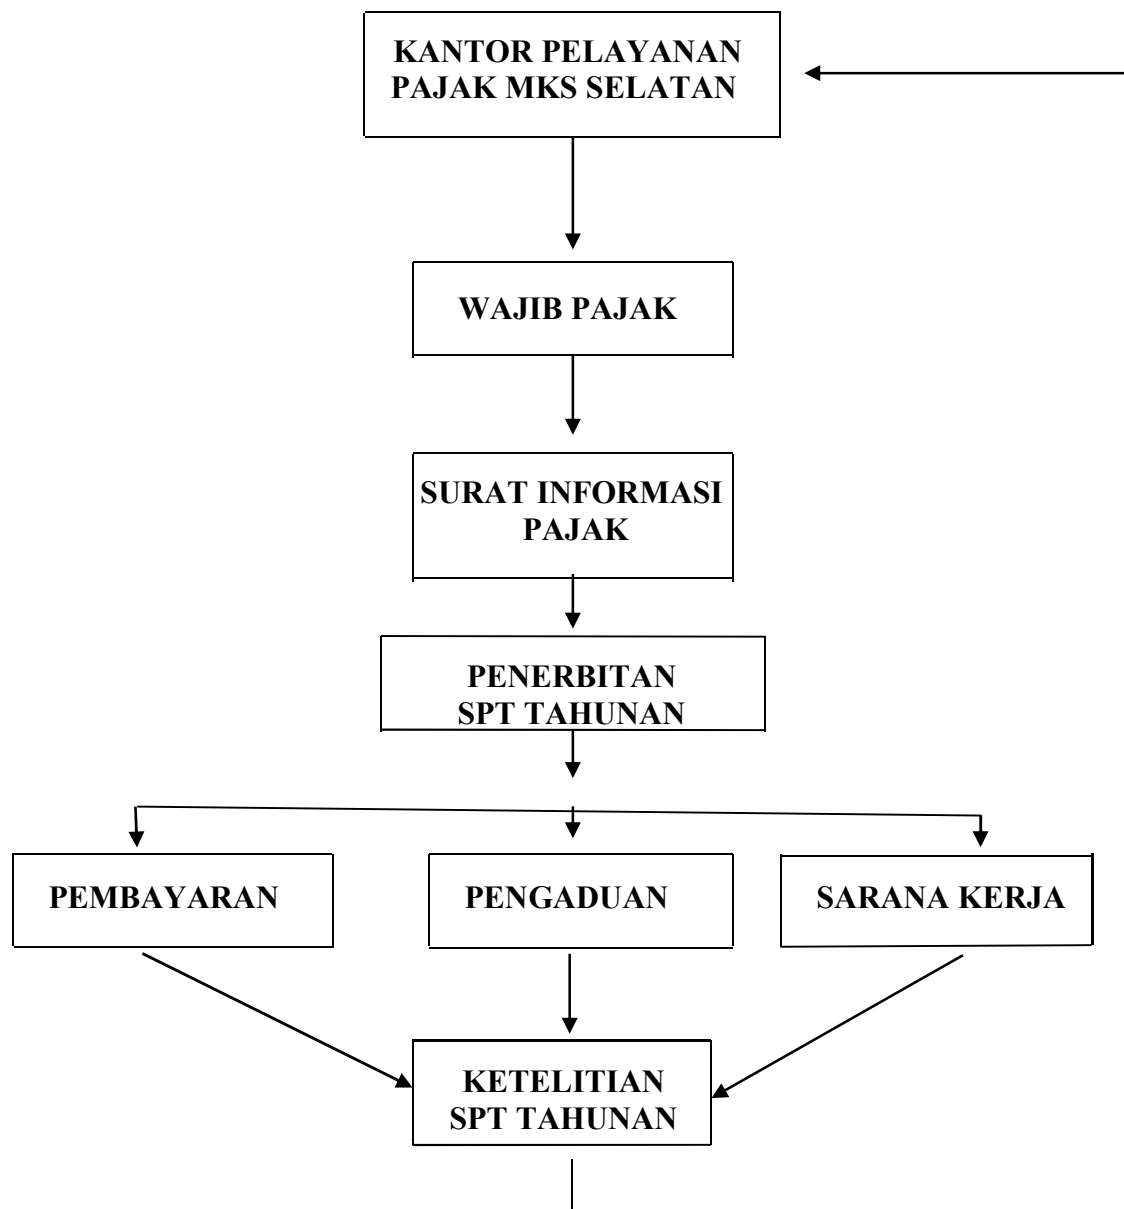 KANTOR PELAYANAN
PAJAK MKS SELATAN
WAJIB PAJAK
SURAT INFORMASI
PAJAK
PENERBITAN
SPT TAHUNAN
PEMBAYARAN
PENGADUAN
SARANA KERJA
KETELITIAN
SPT TAHUNAN